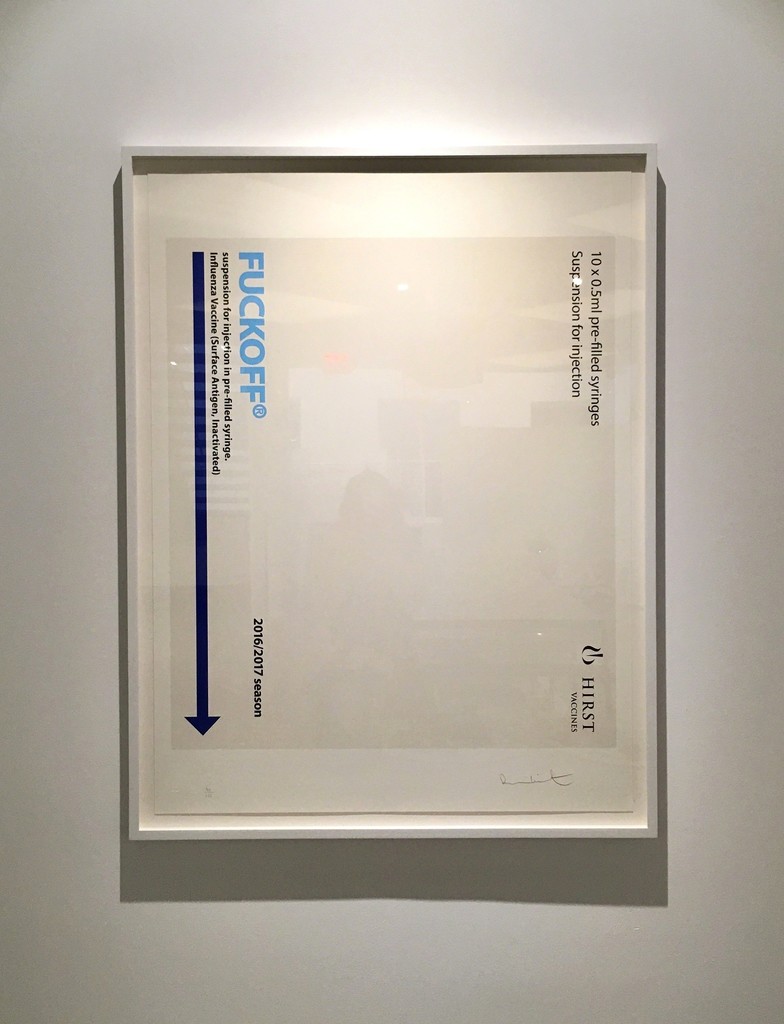 10 x 0.5ml pre-filled syringes
Suspension for injection
HIRST
VACCINES
FUCKOFF®
suspension for injection in pre-filled syringe.
Influenza Vaccine (Surface Antigen, Inactivated)
2016/2017 season